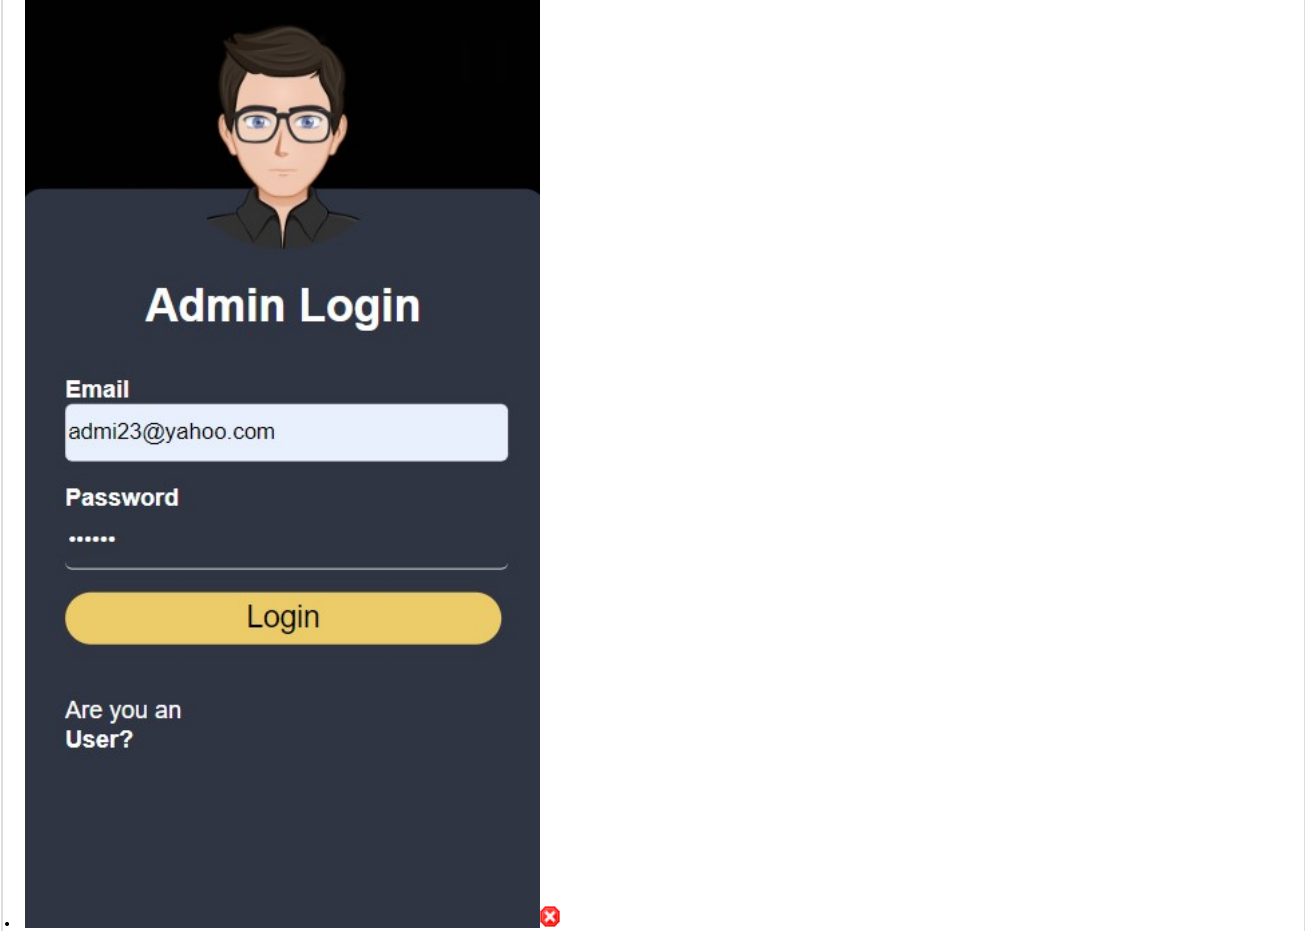 Admin Login
Email
admi23@yahoo.com
Password
••••••
Login
Are you an
User?